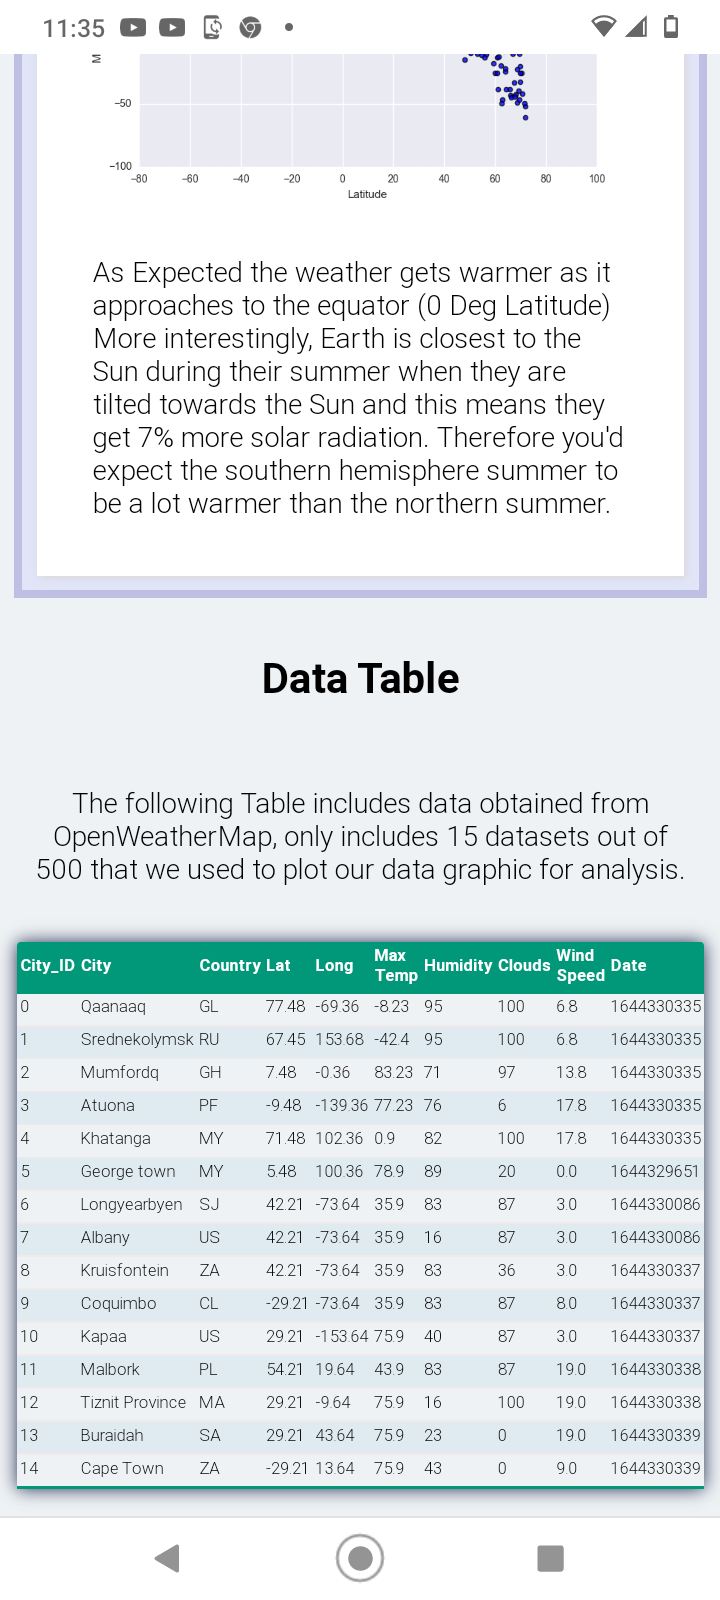 11:35
M
−50
−100
−80 −60 −40 −20 0 20 40 60 80 100
Latitude
As Expected the weather gets warmer as it
approaches to the equator (0 Deg Latitude)
More interestingly, Earth is closest to the
Sun during their summer when they are
tilted towards the Sun and this means they
get 7% more solar radiation. Therefore you'd
expect the southern hemisphere summer to
be a lot warmer than the northern summer.
Data Table
The following Table includes data obtained from
OpenWeatherMap, only includes 15 datasets out of
500 that we used to plot our data graphic for analysis.
City_ID City Country Lat Long Max Temp Humidity Clouds Wind Speed Date
0 Qaanaaq GL 77.48 -69.36 -8.23 95 100 6.8 1644330335
1 Srednekolymsk RU 67.45 153.68 -42.4 95 100 6.8 1644330335
2 Mumfordq GH 7.48 -0.36 83.23 71 97 13.8 1644330335
3 Atuona PF -9.48 -139.36 77.23 76 6 17.8 1644330335
4 Khatanga MY 71.48 102.36 0.9 82 100 17.8 1644330335
5 George town MY 5.48 100.36 78.9 89 20 0.0 1644329651
6 Longyearbyen SJ 42.21 -73.64 35.9 83 87 3.0 1644330086
7 Albany US 42.21 -73.64 35.9 16 87 3.0 1644330086
8 Kruisfontein ZA 42.21 -73.64 35.9 83 36 3.0 1644330337
9 Coquimbo CL -29.21 -73.64 35.9 83 87 8.0 1644330337
10 Kapaa US 29.21 -153.64 75.9 40 87 3.0 1644330337
11 Malbork PL 54.21 19.64 43.9 83 87 19.0 1644330338
12 Tiznit Province MA 29.21 -9.64 75.9 16 100 19.0 1644330338
13 Buraidah SA 29.21 43.64 75.9 23 0 19.0 1644330339
14 Cape Town ZA -29.21 13.64 75.9 43 0 9.0 1644330339